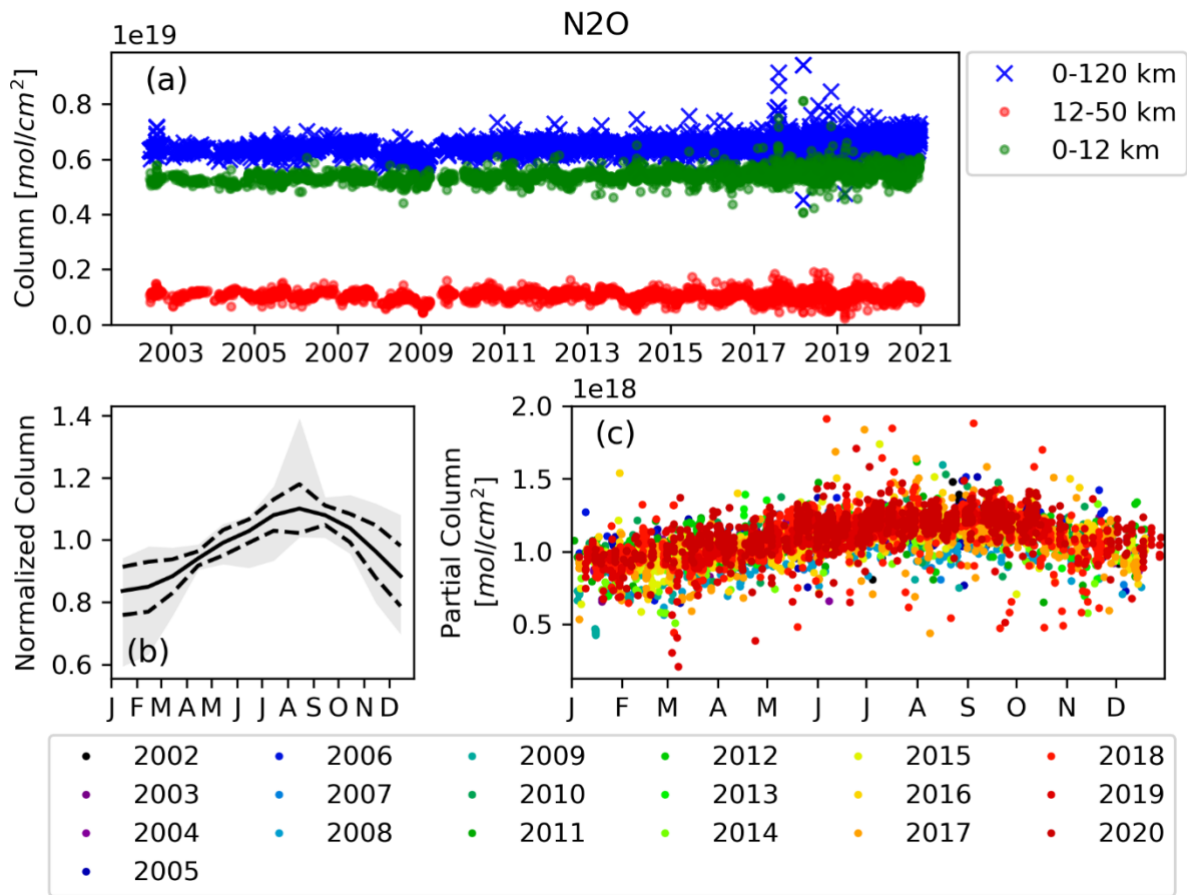 N2O
1e19
(a)
Column [mol/cm²]
0.8
0.6
0.4
0.2
0.0
2003 2005 2007 2009 2011 2013 2015 2017 2019 2021
0-120 km
12-50 km
0-12 km
Normalized Column
1.4
1.2
1.0
0.8
0.6
(b)
J F M A M J J A S O N D
1e18
(c)
Partial Column
[mol/cm²]
2.0
1.5
1.0
0.5
J F M A M J J A S O N D
2002 2006 2009 2012 2015 2018
2003 2007 2010 2013 2016 2019
2004 2008 2011 2014 2017 2020
2005